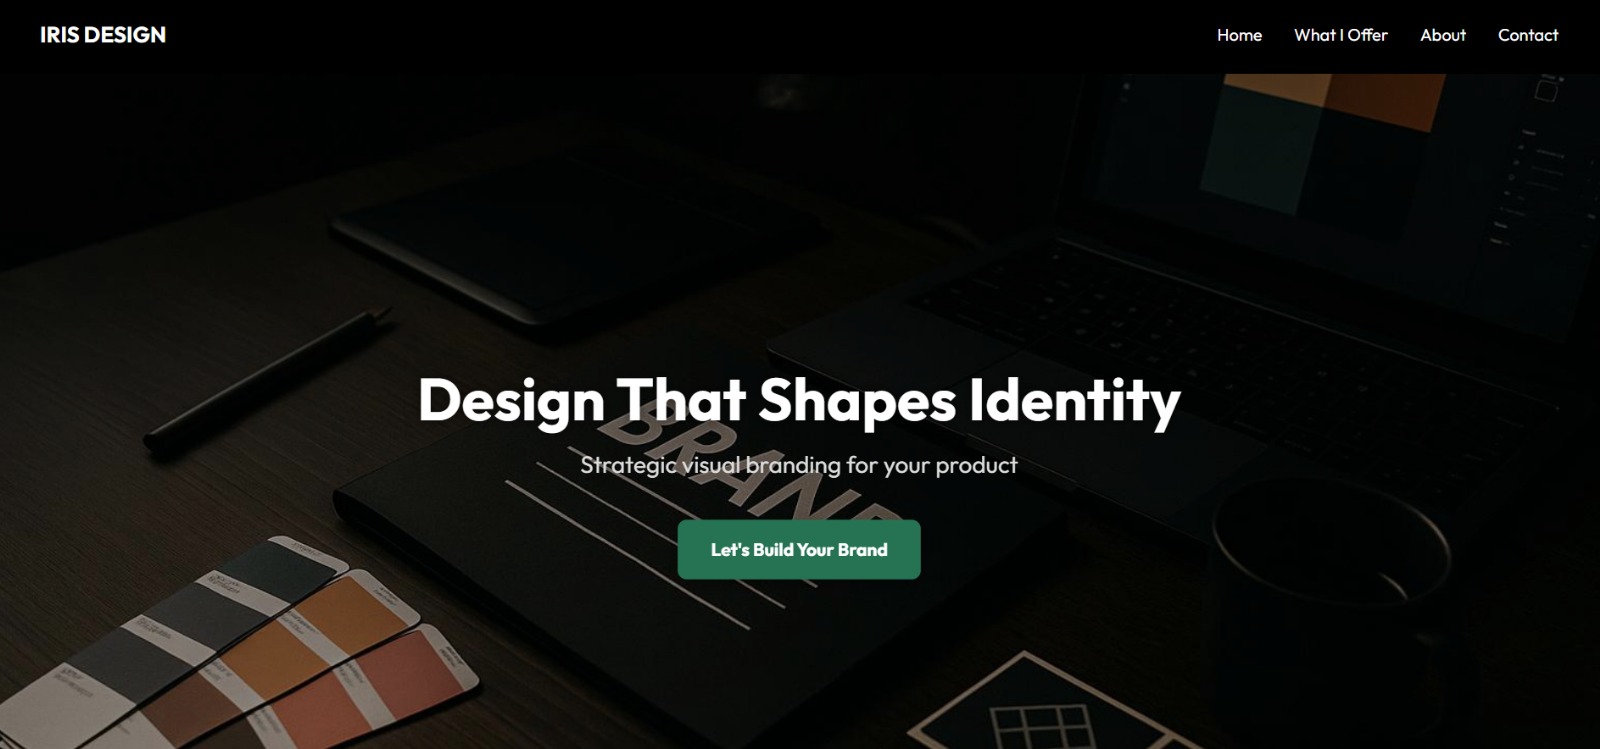 IRIS DESIGN
Home What I Offer About Contact
Design That Shapes Identity
BRAND
Strategic visual branding for your product
Let's Build Your Brand